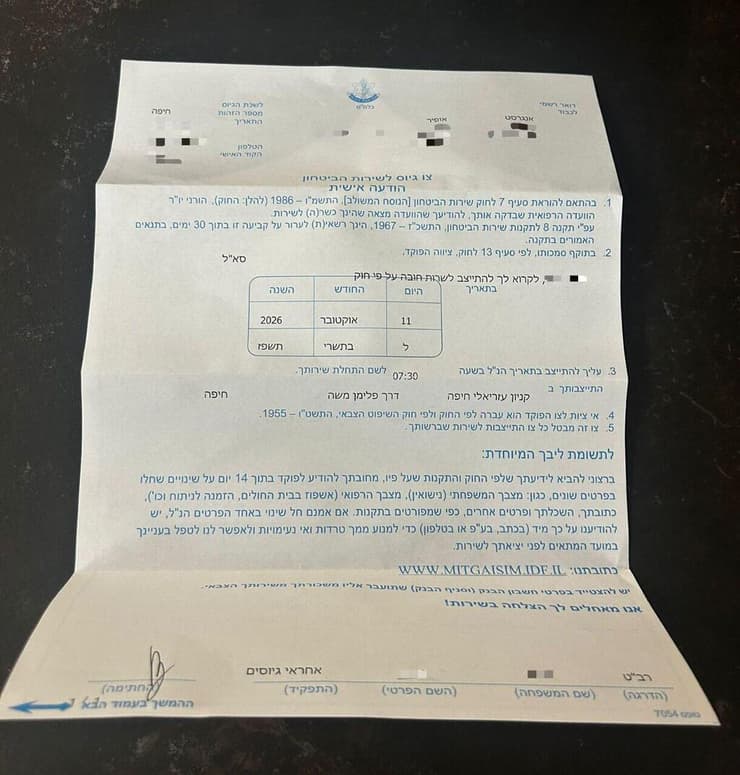 בלמ"ס
דואר רשמי
לכבוד
אנגרסט
אופיר
לשכת הגיוס
חיפה
מספר הזהות
התאריך
הטלפון
הקוד האישי
צו גיוס לשירות הביטחון
הודעה אישית
1. בהתאם להוראת סעיף 7 לחוק שירות הביטחון [הנוסח המשולב], התשמ"ו – 1986 (להלן: החוק), הורני יו"ר
הוועדה הרפואית שבדקה אותך, להודיעך שהוועדה מצאה שהינך כשר(ה) לשירות.
עפ"י תקנה 8 לתקנות שירות הביטחון, התשכ"ז – 1967, הינך רשאי(ת) לערור על קביעה זו בתוך 30 ימים, בתנאים
האמורים בתקנה.
2. בתוקף סמכותו, לפי סעיף 13 לחוק, ציווה הפוקד,
סא"ל
, לקרוא לך להתייצב לשרות חובה על פי חוק
בתאריך
היום החודש השנה
11 אוקטובר 2026
ל בתשרי תשפז
3. עליך להתייצב בתאריך הנ"ל בשעה 07:30 לשם התחלת שירותך.
התייצבותך ב קניון עזריאלי חיפה דרך פלימן משה חיפה
4. אי ציות לצו הפוקד הוא עברה לפי החוק ולפי חוק השיפוט הצבאי, התשט"ו – 1955.
5. צו זה מבטל כל צו התייצבות לשירות שברשותך.
לתשומת ליבך המיוחדת:
ברצוני להביא לידיעתך שלפי החוק והתקנות שעל פיו, מחובתך להודיע לפוקד בתוך 14 יום על שינויים שחלו
בפרטים שונים, כגון: מצבך המשפחתי (נישואין), מצבך הרפואי (אשפוז בבית החולים, הזמנה לניתוח וכו'),
כתובתך, השכלתך ופרטים אחרים, כפי שמפורטים בתקנות. אם אמנם חל שינוי באחד הפרטים הנ"ל, יש
להודיענו על כך מיד (בכתב, בע"פ או בטלפון) כדי למנוע ממך טרדות ואי נעימויות ולאפשר לנו לטפל בעניינך
במועד המתאים לפני יציאתך לשירות.
כתובתנו: WWW.MITGAISIM.IDF.IL
יש להצטייד בפרטי חשבון הבנק (וסניף הבנק) שתועבר אליו משכורתך משירותך הצבאי.
אנו מאחלים לך הצלחה בשירות!
רב"ט אחראי גיוסים
(הדרגה) (שם המשפחה) (השם הפרטי) (התפקיד) (החתימה)
טופס 7054
ההמשך בעמוד הבא